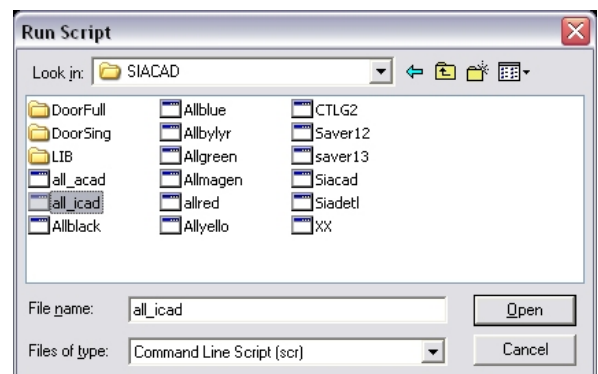 Run Script
Look in: SIACAD
DoorFull Allblue CTLG2
DoorSing Allbylyr Saver12
LIB Allgreen saver13
all_acad Allmagen Siacad
all_icad allred Siadetl
Allblack Allyello XX
File name: all_icad Open
Files of type: Command Line Script (scr) Cancel